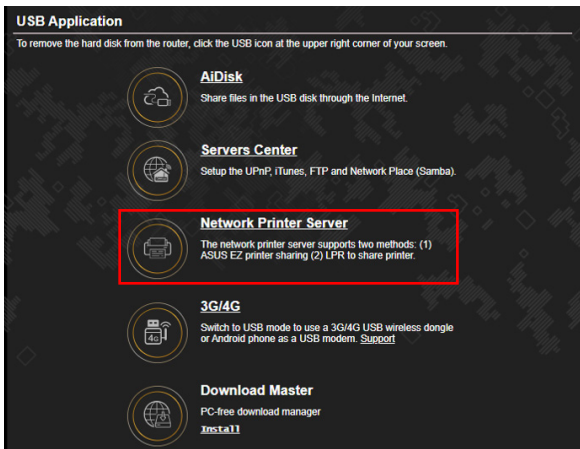 USB Application
To remove the hard disk from the router, click the USB icon at the upper right corner of your screen.
AiDisk
Share files in the USB disk through the Internet.
Servers Center
Setup the UPnP, iTunes, FTP and Network Place (Samba).
Network Printer Server
The network printer server supports two methods: (1)
ASUS EZ printer sharing (2) LPR to share printer.
3G/4G
4G
Switch to USB mode to use a 3G/4G USB wireless dongle
or Android phone as a USB modem. Support
Download Master
PC-free download manager
Install